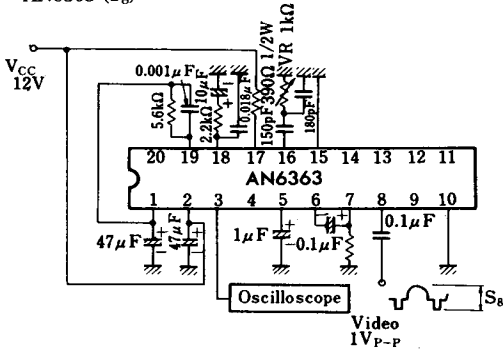 V_CC
12V
0.001μF
5.6kΩ
10μF
+
2.2kΩ
0.018μF
390Ω 1/2W
150pF
VR 1kΩ
180pF
20 19 18 17 16 15 14 13 12 11
AN6363
1 2 3 4 5 6 7 8 9 10
47μF
+
−
47μF
+
−
1μF
+
−
+
0.1μF
0.1μF
Oscilloscope
Video
1V_P-P
S_8